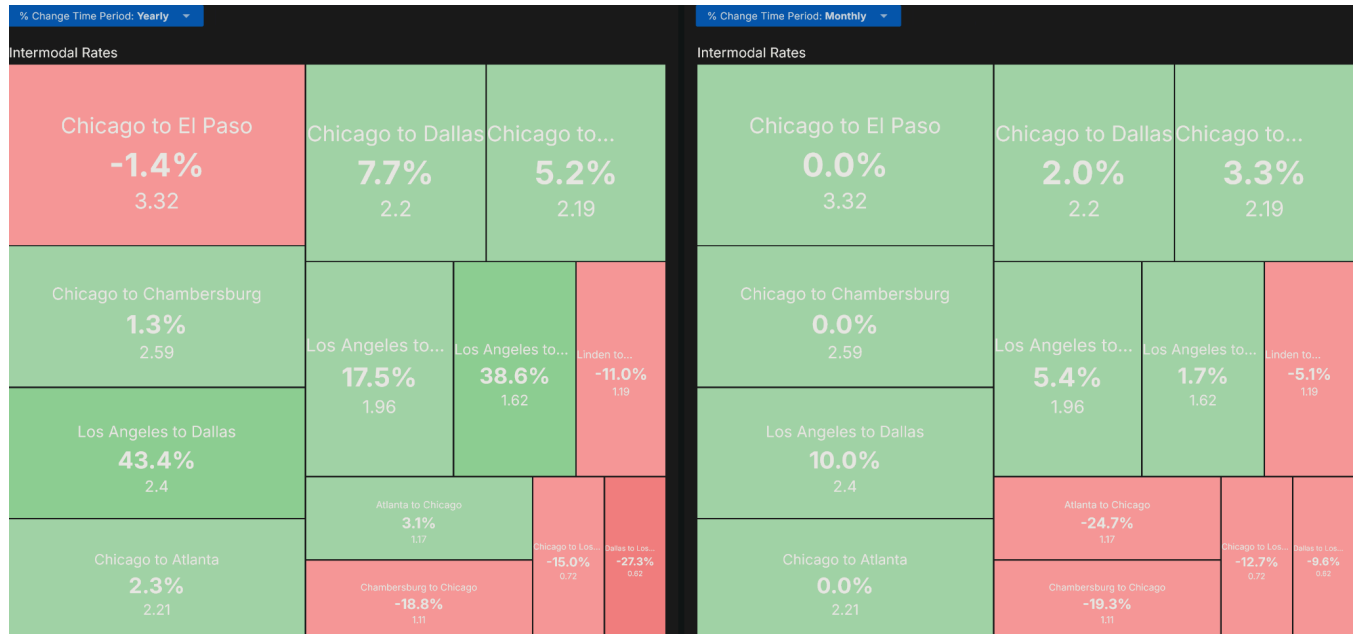 % Change Time Period: Yearly
Intermodal Rates
Chicago to El Paso
-1.4%
3.32
Chicago to Dallas
7.7%
2.2
Chicago to...
5.2%
2.19
Chicago to Chambersburg
1.3%
2.59
Los Angeles to...
17.5%
1.96
Los Angeles to...
38.6%
1.62
Linden to...
-11.0%
1.19
Los Angeles to Dallas
43.4%
2.4
Atlanta to Chicago
3.1%
1.17
Chicago to Los...
-15.0%
0.72
Dallas to Los...
-27.3%
0.62
Chicago to Atlanta
2.3%
2.21
Chambersburg to Chicago
-18.8%
1.11
% Change Time Period: Monthly
Intermodal Rates
Chicago to El Paso
0.0%
3.32
Chicago to Dallas
2.0%
2.2
Chicago to...
3.3%
2.19
Chicago to Chambersburg
0.0%
2.59
Los Angeles to...
5.4%
1.96
Los Angeles to...
1.7%
1.62
Linden to...
-5.1%
1.19
Los Angeles to Dallas
10.0%
2.4
Atlanta to Chicago
-24.7%
1.17
Chicago to Los...
-12.7%
0.72
Dallas to Los...
-9.6%
0.62
Chicago to Atlanta
0.0%
2.21
Chambersburg to Chicago
-19.3%
1.11